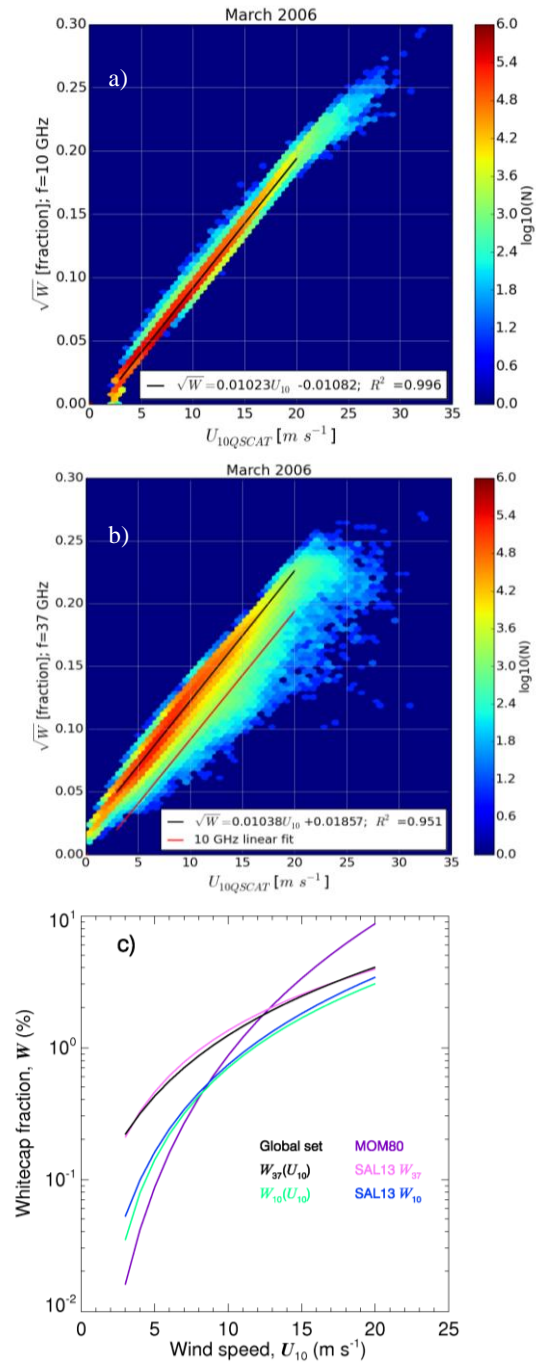 March 2006
a)
0.30
0.25
0.20
0.15
0.10
0.05
0.00
√W [fraction]; f=10 GHz
√W=0.01023U10 -0.01082; R² =0.996
0 5 10 15 20 25 30 35
U10QSCAT [m s⁻¹]
6.0
5.4
4.8
4.2
3.6
3.0
2.4
1.8
1.2
0.6
0.0
log10(N)
March 2006
b)
0.30
0.25
0.20
0.15
0.10
0.05
0.00
√W [fraction]; f=37 GHz
√W=0.01038U10 +0.01857; R² =0.951
10 GHz linear fit
0 5 10 15 20 25 30 35
U10QSCAT [m s⁻¹]
6.0
5.4
4.8
4.2
3.6
3.0
2.4
1.8
1.2
0.6
0.0
log10(N)
c)
10¹
10⁰
10⁻¹
10⁻²
Whitecap fraction, W (%)
Global set MOM80
W37(U10) SAL13 W37
W10(U10) SAL13 W10
0 5 10 15 20 25
Wind speed, U10 (m s⁻¹)